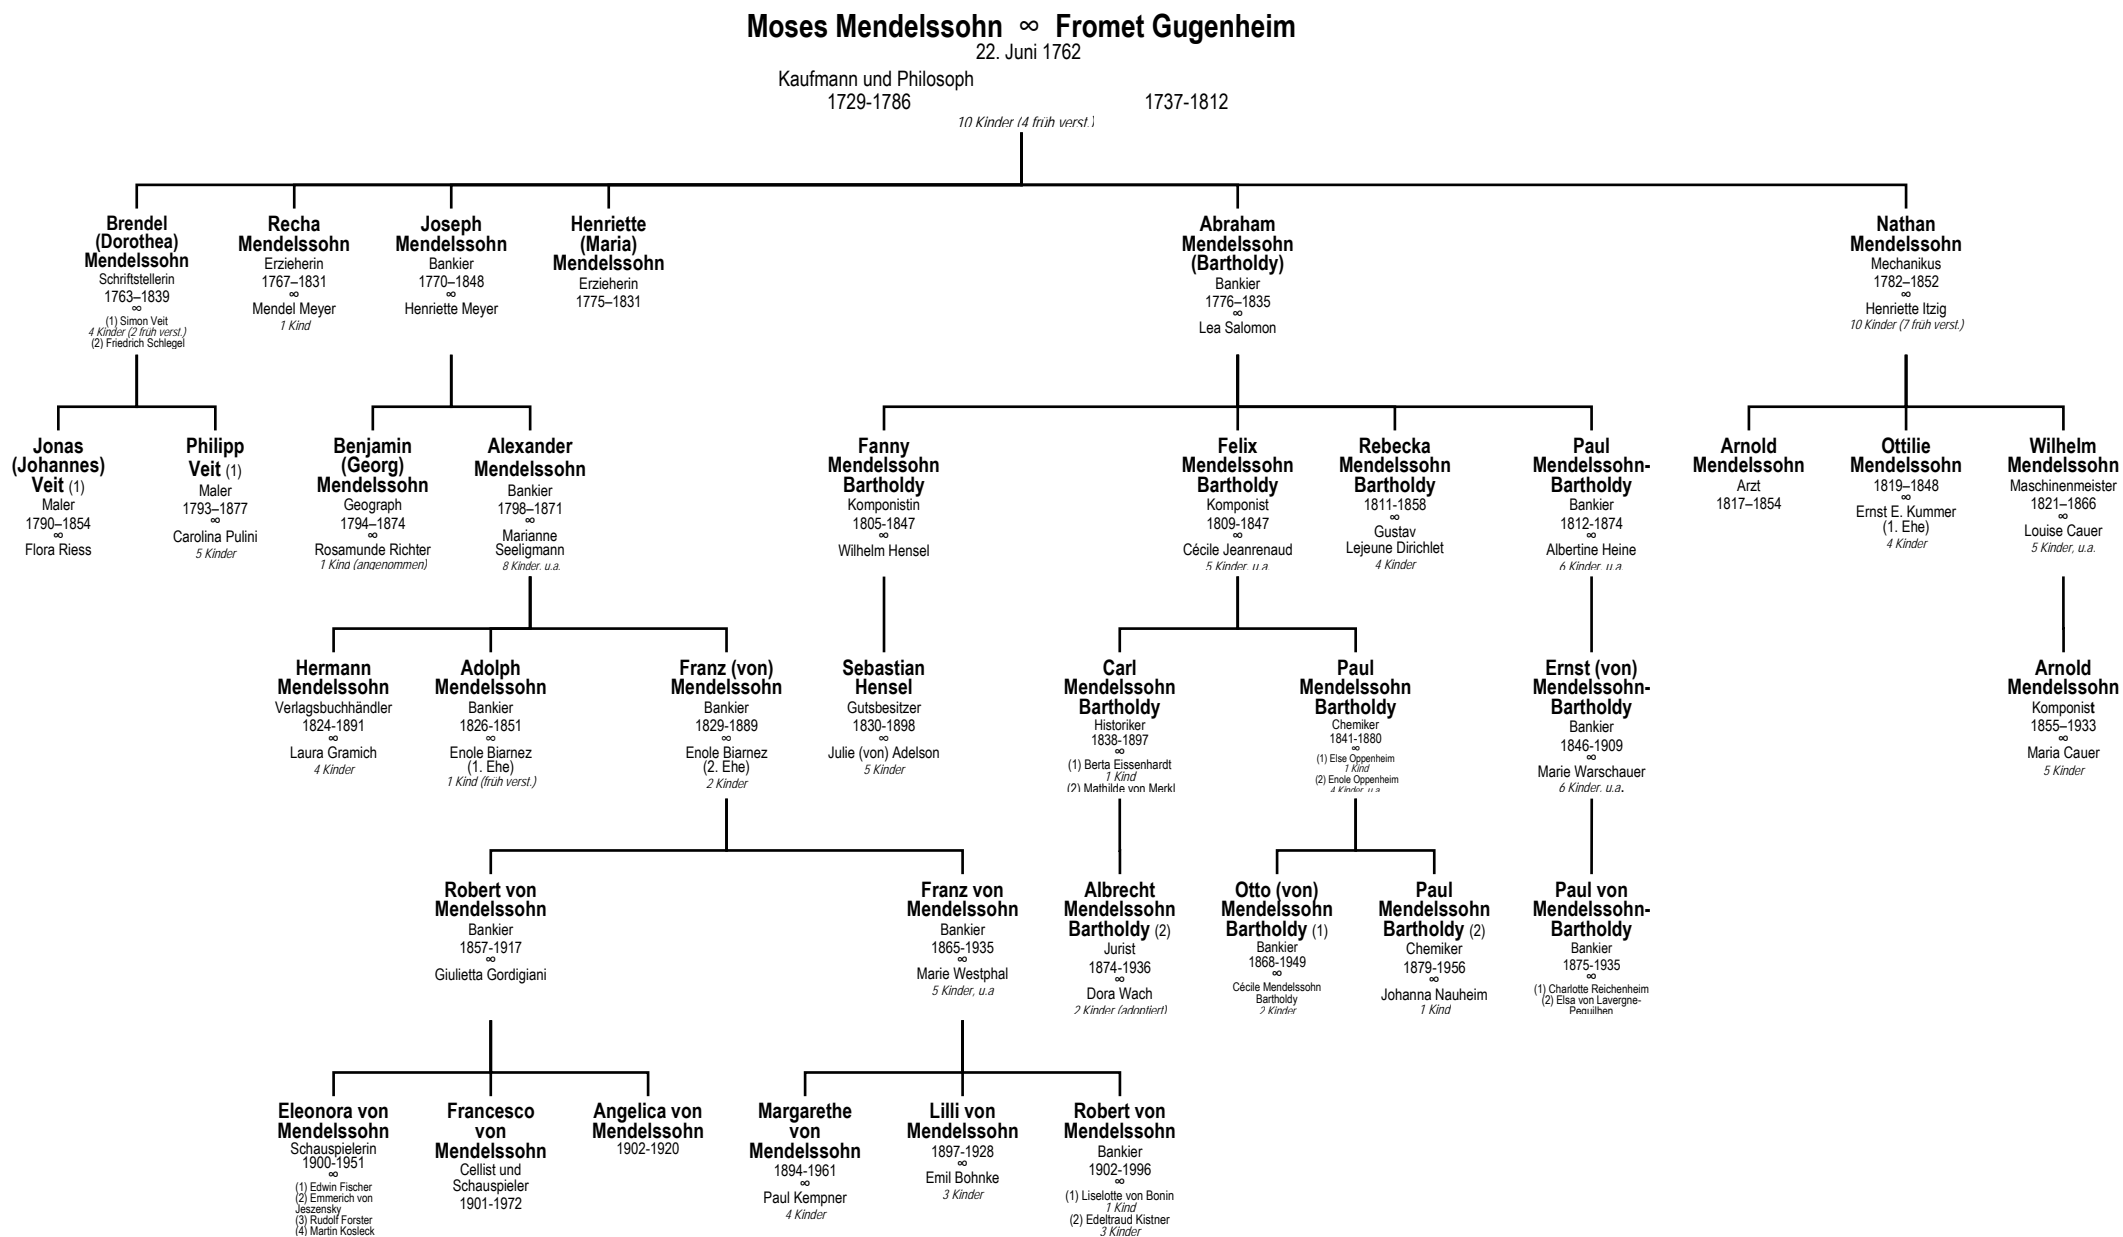 Moses Mendelssohn ∞ Fromet Gugenheim
22. Juni 1762
Kaufmann und Philosoph
1729-1786
1737-1812
10 Kinder (4 früh verst.)
Brendel
(Dorothea)
Mendelssohn
Schriftstellerin
1763–1839
∞
(1) Simon Veit
4 Kinder (2 früh verst.)
(2) Friedrich Schlegel
Recha
Mendelssohn
Erzieherin
1767–1831
∞
Mendel Meyer
1 Kind
Joseph
Mendelssohn
Bankier
1770–1848
∞
Henriette Meyer
Henriette
(Maria)
Mendelssohn
Erzieherin
1775–1831
Abraham
Mendelssohn
(Bartholdy)
Bankier
1776–1835
∞
Lea Salomon
Nathan
Mendelssohn
Mechanikus
1782–1852
∞
Henriette Itzig
10 Kinder (7 früh verst.)
Jonas
(Johannes)
Veit (1)
Maler
1790–1854
∞
Flora Riess
Philipp
Veit (1)
Maler
1793–1877
∞
Carolina Pulini
5 Kinder
Benjamin
(Georg)
Mendelssohn
Geograph
1794–1874
∞
Rosamunde Richter
1 Kind (angenommen)
Alexander
Mendelssohn
Bankier
1798–1871
∞
Marianne
Seeligmann
8 Kinder, u.a.
Fanny
Mendelssohn
Bartholdy
Komponistin
1805-1847
∞
Wilhelm Hensel
Felix
Mendelssohn
Bartholdy
Komponist
1809-1847
∞
Cécile Jeanrenaud
5 Kinder, u.a
Rebecka
Mendelssohn
Bartholdy
1811-1858
∞
Gustav
Lejeune Dirichlet
4 Kinder
Paul
Mendelssohn-
Bartholdy
Bankier
1812-1874
∞
Albertine Heine
6 Kinder, u.a.
Arnold
Mendelssohn
Arzt
1817–1854
Ottilie
Mendelssohn
1819–1848
∞
Ernst E. Kummer
(1. Ehe)
4 Kinder
Wilhelm
Mendelssohn
Maschinenmeister
1821–1866
∞
Louise Cauer
5 Kinder, u.a.
Hermann
Mendelssohn
Verlagsbuchhändler
1824-1891
∞
Laura Gramich
4 Kinder
Adolph
Mendelssohn
Bankier
1826-1851
∞
Enole Biarnez
(1. Ehe)
1 Kind (früh verst.)
Franz (von)
Mendelssohn
Bankier
1829-1889
∞
Enole Biarnez
(2. Ehe)
2 Kinder
Sebastian
Hensel
Gutsbesitzer
1830-1898
∞
Julie (von) Adelson
5 Kinder
Carl
Mendelssohn
Bartholdy
Historiker
1838-1897
∞
(1) Berta Eissenhardt
1 Kind
(2) Mathilde von Merkl
Paul
Mendelssohn
Bartholdy
Chemiker
1841-1880
∞
(1) Else Oppenheim
1 Kind
(2) Enole Oppenheim
4 Kinder, u.a
Ernst (von)
Mendelssohn-
Bartholdy
Bankier
1846-1909
∞
Marie Warschauer
6 Kinder, u.a.
Arnold
Mendelssohn
Komponist
1855–1933
∞
Maria Cauer
5 Kinder
Robert von
Mendelssohn
Bankier
1857-1917
∞
Giulietta Gordigiani
Franz von
Mendelssohn
Bankier
1865-1935
∞
Marie Westphal
5 Kinder, u.a
Albrecht
Mendelssohn
Bartholdy (2)
Jurist
1874-1936
∞
Dora Wach
2 Kinder (adoptiert)
Otto (von)
Mendelssohn
Bartholdy (1)
Bankier
1868-1949
∞
Cécile Mendelssohn
Bartholdy
2 Kinder
Paul
Mendelssohn
Bartholdy (2)
Chemiker
1879-1956
∞
Johanna Nauheim
1 Kind
Paul von
Mendelssohn-
Bartholdy
Bankier
1875-1935
∞
(1) Charlotte Reichenheim
(2) Elsa von Lavergne-
Peguilhen
Eleonora von
Mendelssohn
Schauspielerin
1900-1951
∞
(1) Edwin Fischer
(2) Emmerich von
Jeszensky
(3) Rudolf Forster
(4) Martin Kosleck
Francesco
von
Mendelssohn
Cellist und
Schauspieler
1901-1972
Angelica von
Mendelssohn
1902-1920
Margarethe
von
Mendelssohn
1894-1961
∞
Paul Kempner
4 Kinder
Lilli von
Mendelssohn
1897-1928
∞
Emil Bohnke
3 Kinder
Robert von
Mendelssohn
Bankier
1902-1996
∞
(1) Liselotte von Bonin
1 Kind
(2) Edeltraud Kistner
3 Kinder